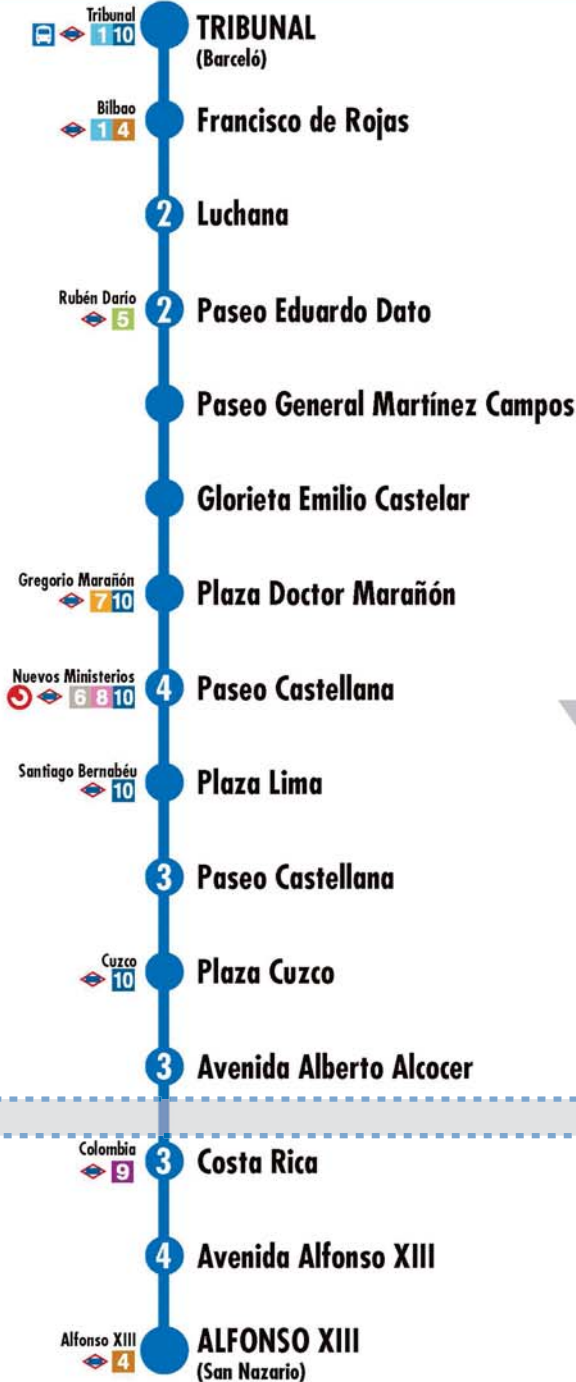 Tribunal
1 10
TRIBUNAL
(Barceló)
Bilbao
1 4
Francisco de Rojas
2
Luchana
Rubén Darío
5
2
Paseo Eduardo Dato
Paseo General Martínez Campos
Glorieta Emilio Castelar
Gregorio Marañón
7 10
Plaza Doctor Marañón
Nuevos Ministerios
6 8 10
4
Paseo Castellana
Santiago Bernabéu
10
Plaza Lima
3
Paseo Castellana
Cuzco
10
Plaza Cuzco
3
Avenida Alberto Alcocer
Colombia
9
3
Costa Rica
4
Avenida Alfonso XIII
Alfonso XIII
4
ALFONSO XIII
(San Nazario)